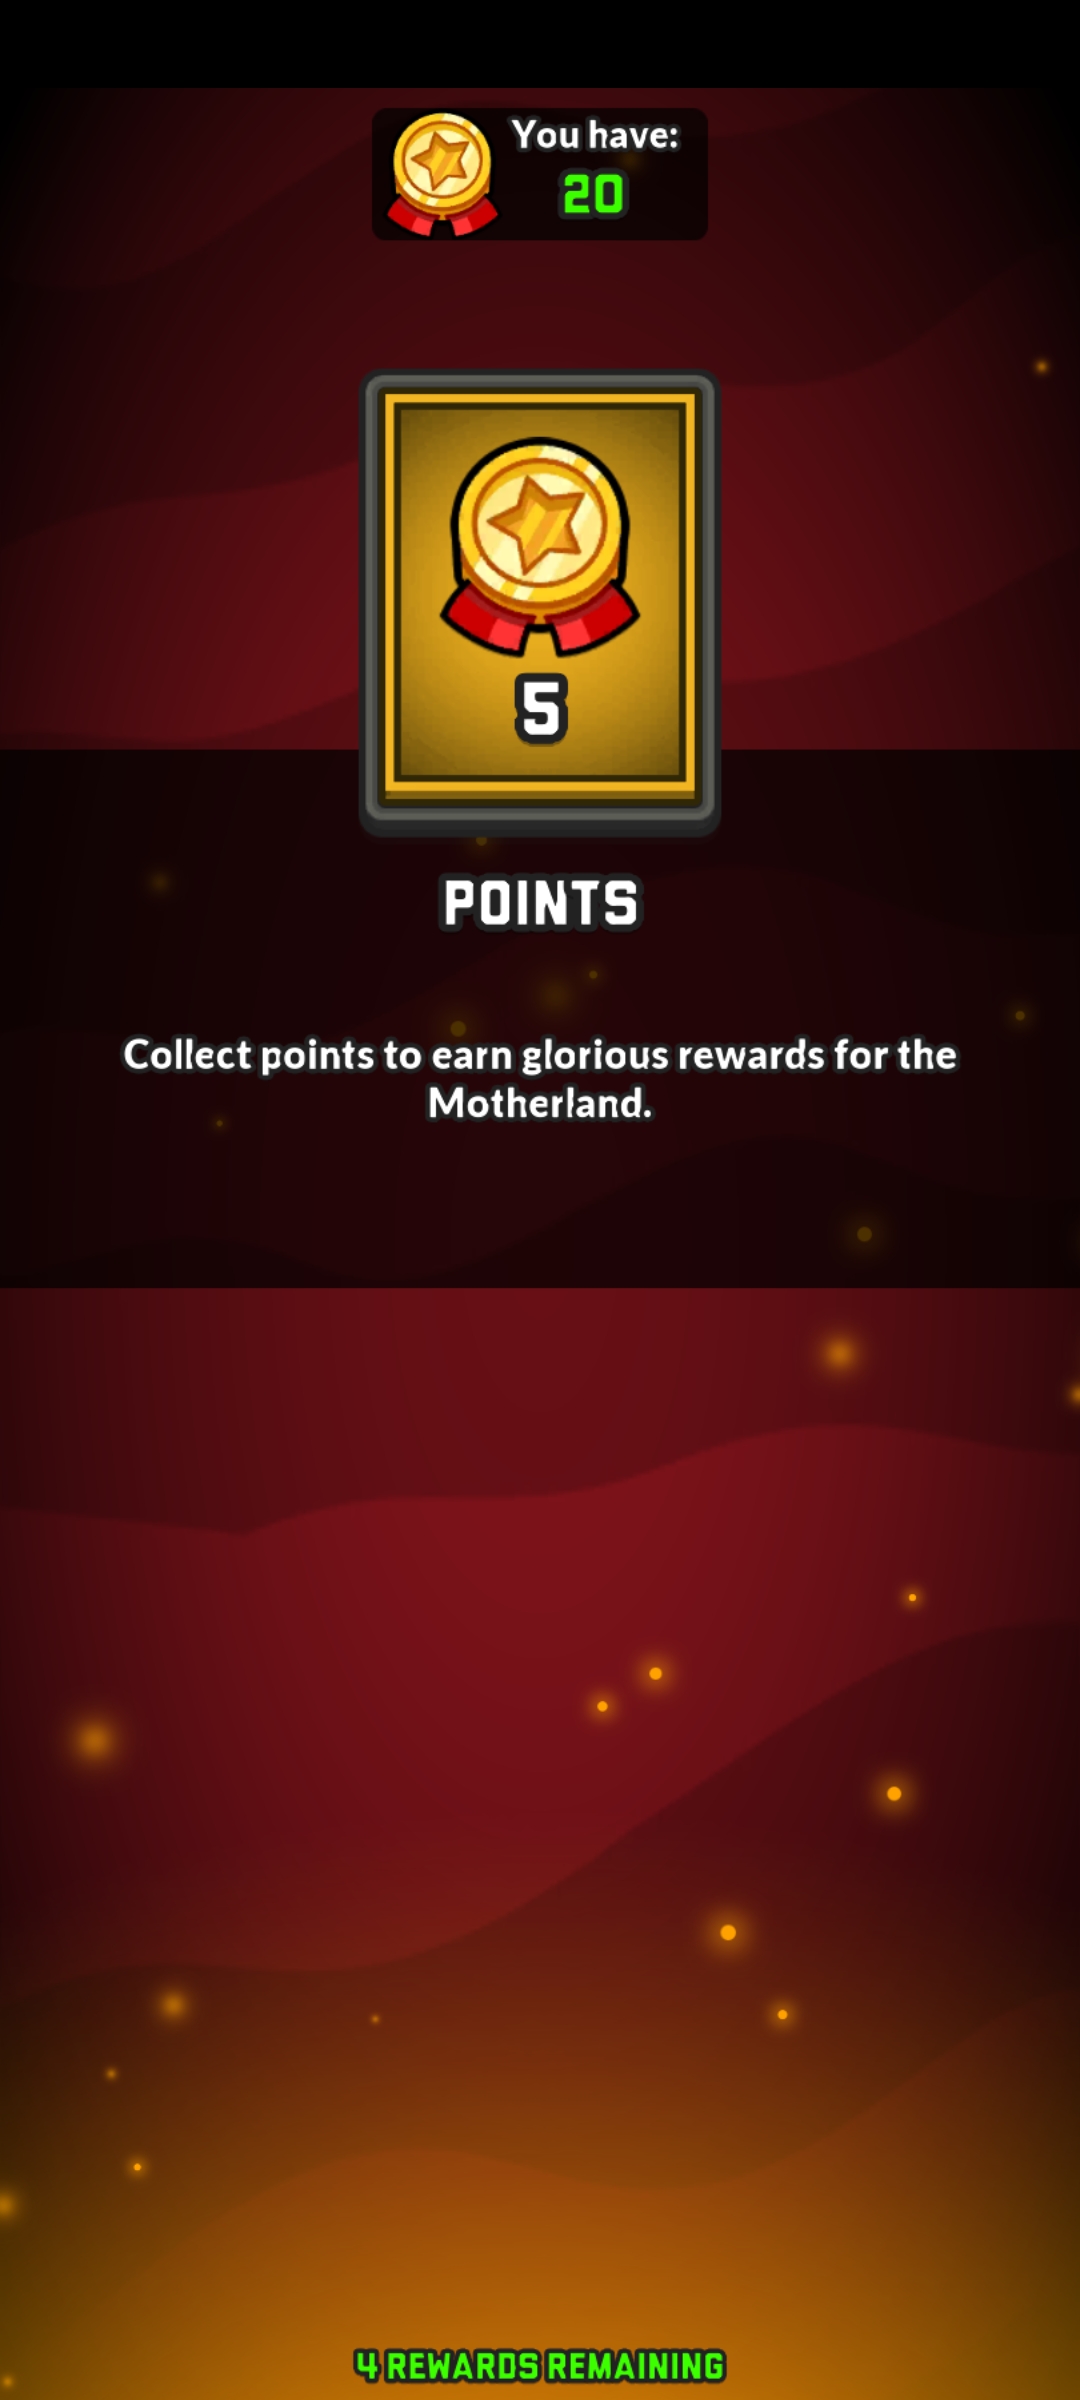 You have:
20
5
POINTS
Collect points to earn glorious rewards for the
Motherland.
4 REWARDS REMAINING